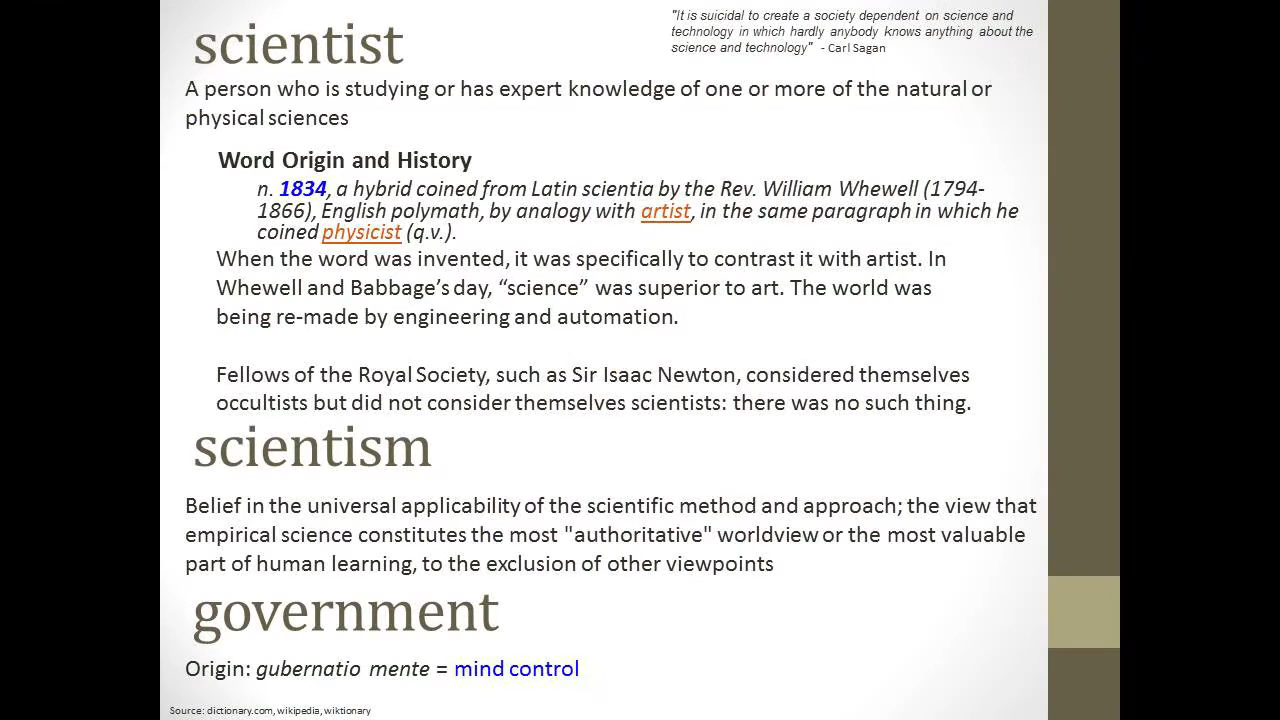 scientist
"It is suicidal to create a society dependent on science and
technology in which hardly anybody knows anything about the
science and technology" - Carl Sagan
A person who is studying or has expert knowledge of one or more of the natural or
physical sciences
Word Origin and History
n. 1834, a hybrid coined from Latin scientia by the Rev. William Whewell (1794-
1866), English polymath, by analogy with artist, in the same paragraph in which he
coined physicist (q.v.).
When the word was invented, it was specifically to contrast it with artist. In
Whewell and Babbage's day, “science” was superior to art. The world was
being re-made by engineering and automation.
Fellows of the Royal Society, such as Sir Isaac Newton, considered themselves
occultists but did not consider themselves scientists: there was no such thing.
scientism
Belief in the universal applicability of the scientific method and approach; the view that
empirical science constitutes the most "authoritative" worldview or the most valuable
part of human learning, to the exclusion of other viewpoints
government
Origin: gubernatio mente = mind control
Source: dictionary.com, wikipedia, wiktionary